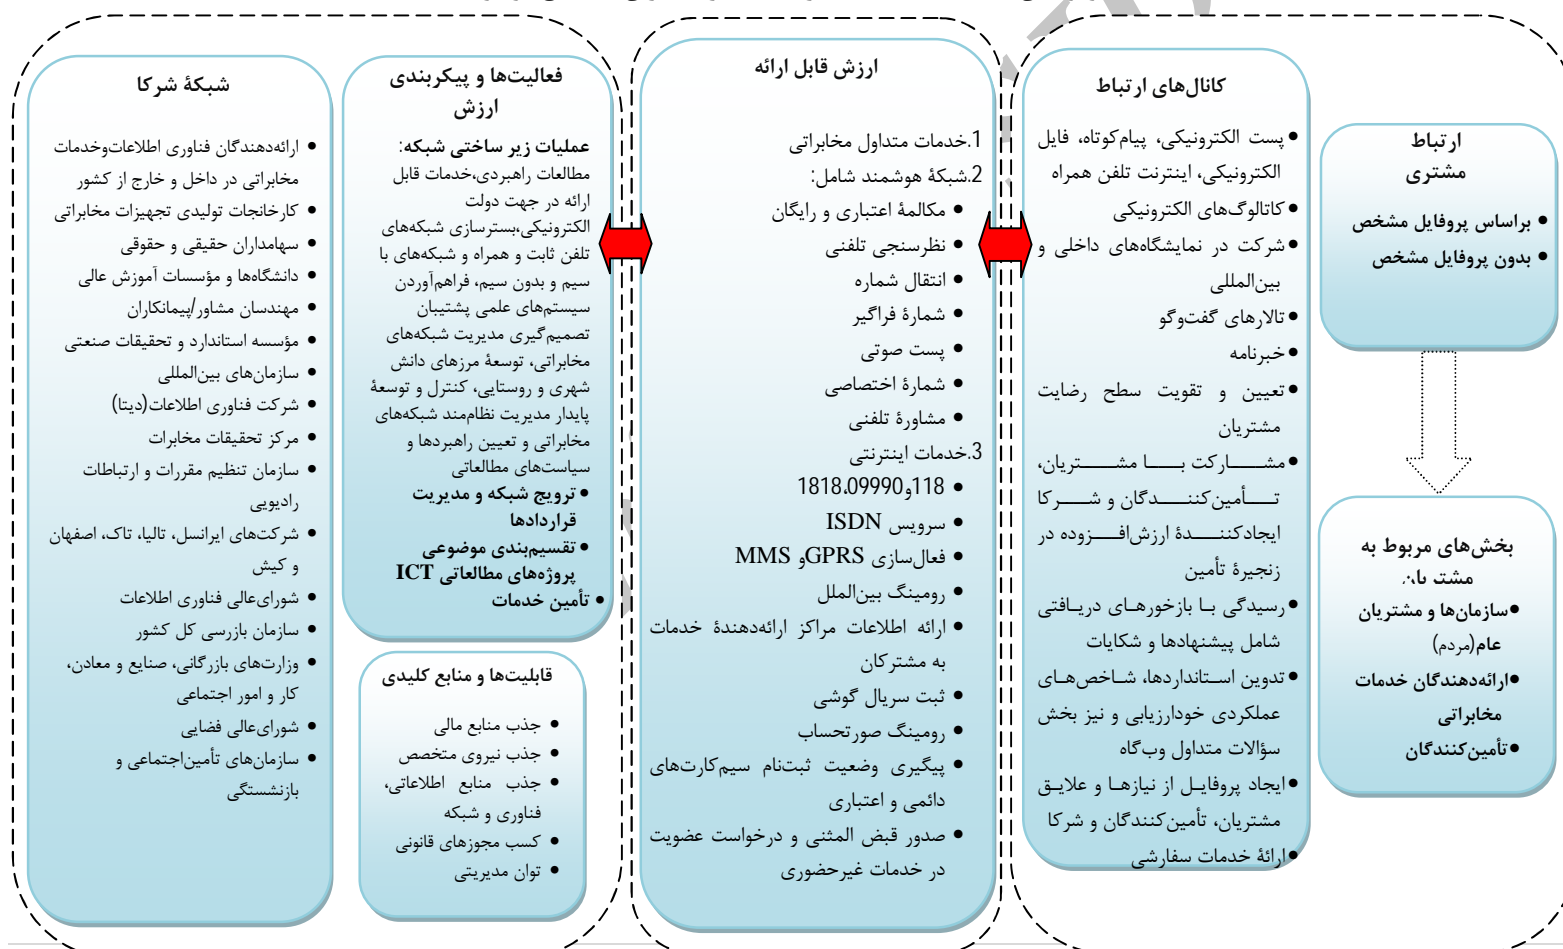 ارتباط
مشتری
• براساس پروفایل مشخص
• بدون پروفایل مشخص
بخش‌های مربوط به
•سازمان‌ها و مشتریان
عام(مردم)
•ارائه‌دهندگان خدمات
مخابراتی
•تأمین‌کنندگان
کانال‌های ارتباط
•پست الکترونیکی، پیام‌کوتاه، فایل
الکترونیکی، اینترنت تلفن همراه
•کاتالوگ‌های الکترونیکی
•شرکت در نمایشگاه‌های داخلی و
بین‌المللی
•تالارهای گفت‌وگو
•خبرنامه
•تعیین و تقویت سطح رضایت
مشتریان
•مشارکت با مشتریان،
تأمین‌کنندگان و شرکا
ایجادکنندۀ ارزش‌افزوده در
زنجیرۀ تأمین
•رسیدگی با بازخورهای دریافتی
شامل پیشنهادها و شکایات
•تدوین استانداردها، شاخص‌های
عملکردی خودارزیابی و نیز بخش
سؤالات متداول وب‌گاه
•ایجاد پروفایل از نیازها و علایق
مشتریان، تأمین‌کنندگان و شرکا
•ارائۀ خدمات سفارشی
ارزش قابل ارائه
1.خدمات متداول مخابراتی
2.شبکۀ هوشمند شامل:
• مکالمۀ اعتباری و رایگان
• نظرسنجی تلفنی
• انتقال شماره
• شمارۀ فراگیر
• پست صوتی
• شمارۀ اختصاصی
• مشاورۀ تلفنی
3.خدمات اینترنتی
• 118و1818،09990
• سرویس ISDN
• فعال‌سازی GPRSو MMS
• رومینگ بین‌الملل
• ارائه اطلاعات مراکز ارائه‌دهندۀ خدمات
به مشترکان
• ثبت سریال گوشی
• رومینگ صورتحساب
• پیگیری وضعیت ثبت‌نام سیم‌کارت‌های
دائمی و اعتباری
• صدور قبض المثنی و درخواست عضویت
در خدمات غیرحضوری
فعالیت‌ها و پیکربندی
ارزش
عملیات زیر ساختی شبکه:
مطالعات راهبردی،خدمات قابل
ارائه در جهت دولت
الکترونیکی،بسترسازی شبکه‌های
تلفن ثابت و همراه و شبکه‌های با
سیم و بدون سیم، فراهم‌آوردن
سیستم‌های علمی پشتیبان
تصمیم‌گیری مدیریت شبکه‌های
مخابراتی، توسعۀ مرزهای دانش
شهری و روستایی، کنترل و توسعۀ
پایدار مدیریت نظام‌مند شبکه‌های
مخابراتی و تعیین راهبردها و
سیاست‌های مطالعاتی
• ترویج شبکه و مدیریت
قراردادها
• تقسیم‌بندی موضوعی
پروژه‌های مطالعاتی ICT
• تأمین خدمات
قابلیت‌ها و منابع کلیدی
• جذب منابع مالی
• جذب نیروی متخصص
• جذب منابع اطلاعاتی،
فناوری و شبکه
• کسب مجوزهای قانونی
• توان مدیریتی
شبکۀ شرکا
• ارائه‌دهندگان فناوری اطلاعات‌وخدمات
مخابراتی در داخل و خارج از کشور
• کارخانجات تولیدی تجهیزات مخابراتی
• سهامداران حقیقی و حقوقی
• دانشگاه‌ها و مؤسسات آموزش عالی
• مهندسان مشاور/پیمانکاران
• مؤسسه استاندارد و تحقیقات صنعتی
• سازمان‌های بین‌المللی
• شرکت فناوری اطلاعات(دیتا)
• مرکز تحقیقات مخابرات
• سازمان تنظیم مقررات و ارتباطات
رادیویی
• شرکت‌های ایرانسل، تالیا، تاک، اصفهان
و کیش
• شورای‌عالی فناوری اطلاعات
• سازمان بازرسی کل کشور
• وزارت‌های بازرگانی، صنایع و معادن،
کار و امور اجتماعی
• شورای‌عالی فضایی
• سازمان‌های تأمین‌اجتماعی و
بازنشستگی